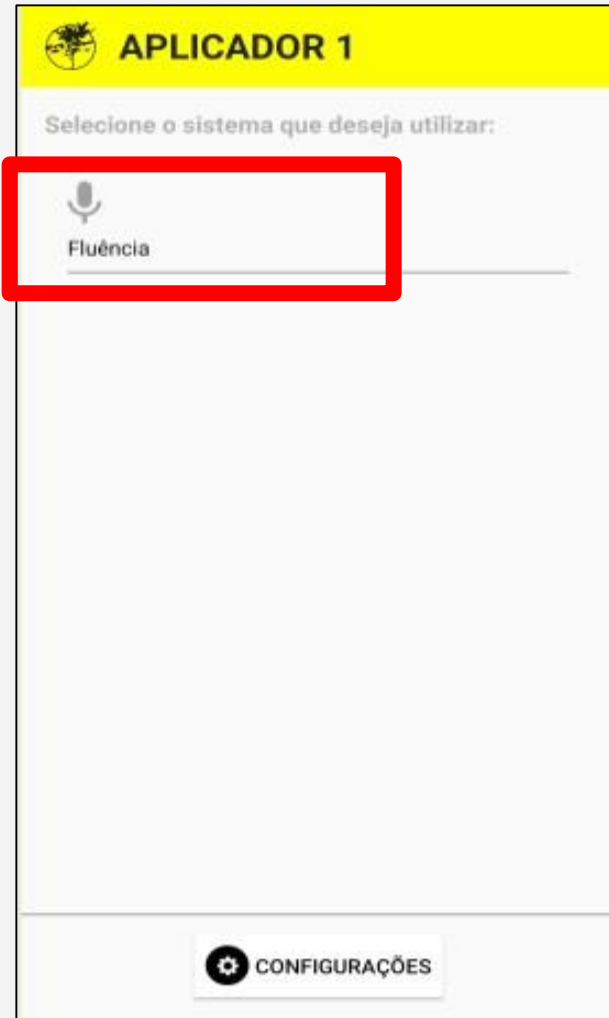 APLICADOR 1
Selecione o sistema que deseja utilizar:
Fluência
CONFIGURAÇÕES